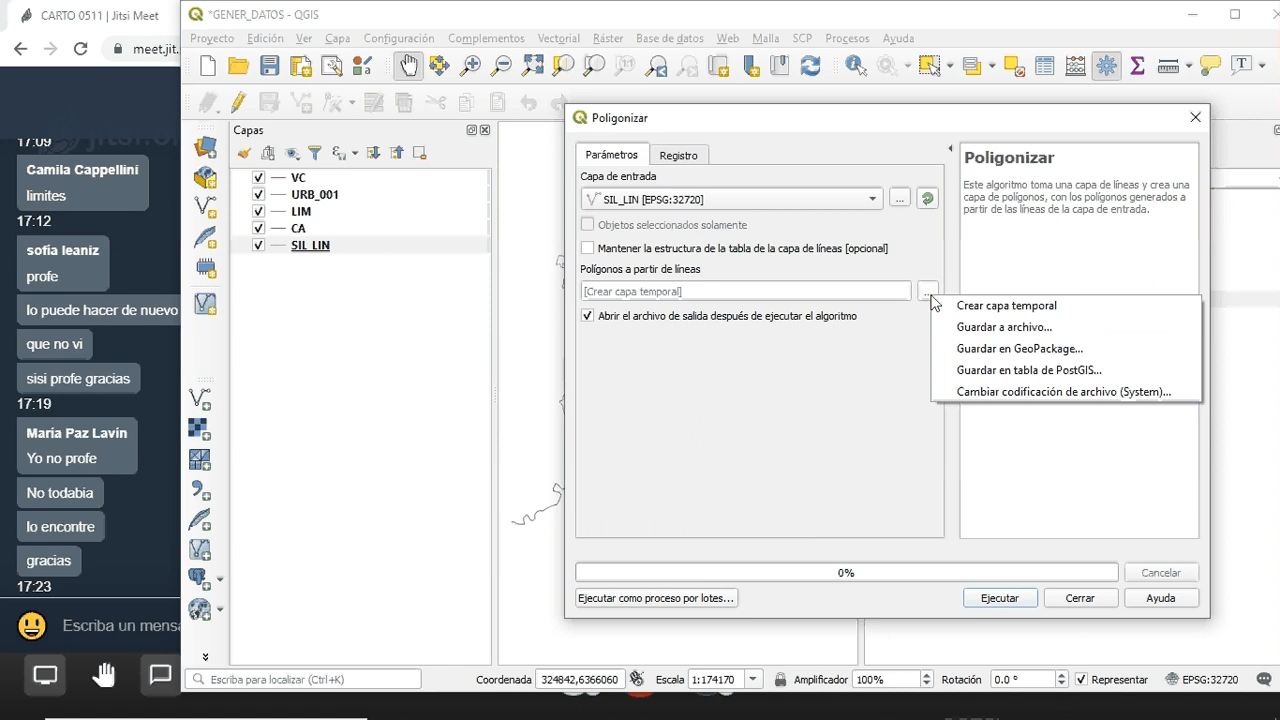 CARTO 0511 | Jitsi Meet
meet.jit.
17:09
Camila Cappellini
limites
17:12
sofia leaniz
profe
lo puede hacer de nuevo
que no vi
sisi profe gracias
17:19
Maria Paz Lavin
Yo no profe
No todabia
lo encontre
gracias
17:23
Escriba un mensa
*GENER_DATOS - QGIS
Proyecto Edición Ver Capa Configuración Complementos Vectorial Ráster Base de datos Web Malla SCP Procesos Ayuda
Capas
VC
URB_001
LIM
CA
SIL LIN
Poligonizar
Parámetros Registro
Capa de entrada
SIL_LIN [EPSG:32720]
...
Objetos seleccionados solamente
Mantener la estructura de la tabla de la capa de líneas [opcional]
Polígonos a partir de líneas
[Crear capa temporal]
Abrir el archivo de salida después de ejecutar el algoritmo
Poligonizar
Este algoritmo toma una capa de líneas y crea una
capa de polígonos, con los polígonos generados a
partir de las líneas de la capa de entrada.
Crear capa temporal
Guardar a archivo...
Guardar en GeoPackage...
Guardar en tabla de PostGIS...
Cambiar codificación de archivo (System)...
0%
Cancelar
Ejecutar como proceso por lotes...
Ejecutar
Cerrar
Ayuda
Escriba para localizar (Ctrl+K)
Coordenada 324842,6366060 Escala 1:174170 Amplificador 100% Rotación 0.0 ° Representar EPSG:32720